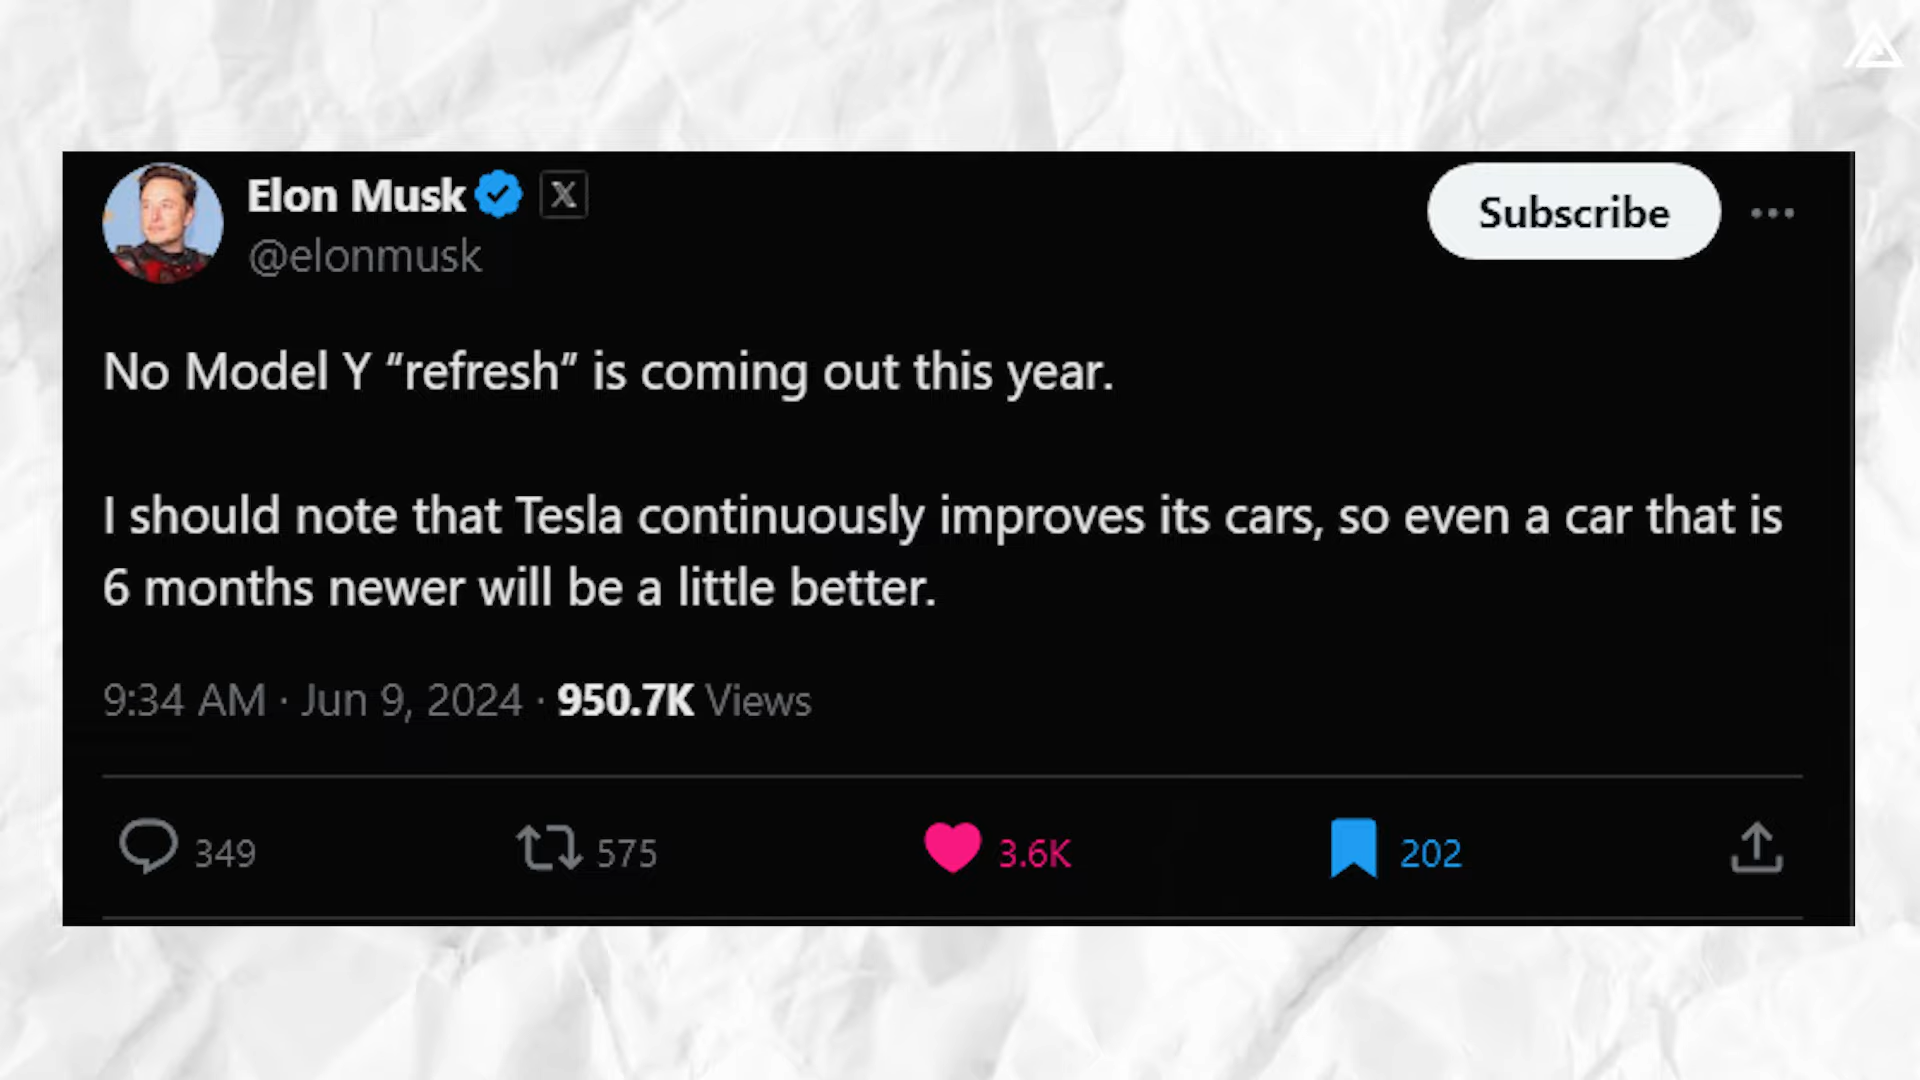 Elon Musk
X
Subscribe
@elonmusk
No Model Y “refresh” is coming out this year.
I should note that Tesla continuously improves its cars, so even a car that is
6 months newer will be a little better.
9:34 AM · Jun 9, 2024 · 950.7K Views
349 575 3.6K 202